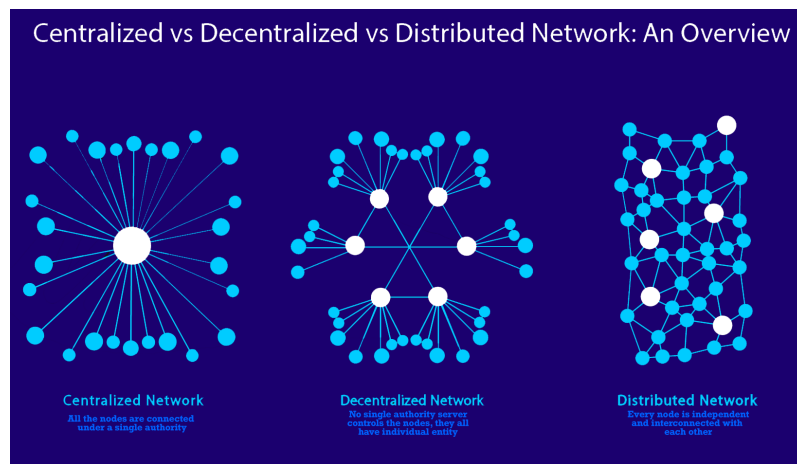 Centralized vs Decentralized vs Distributed Network: An Overview
Centralized Network
All the nodes are connected
under a single authority
Decentralized Network
No single authority server
controls the nodes, they all
have individual entity
Distributed Network
Every node is independent
and interconnected with
each other